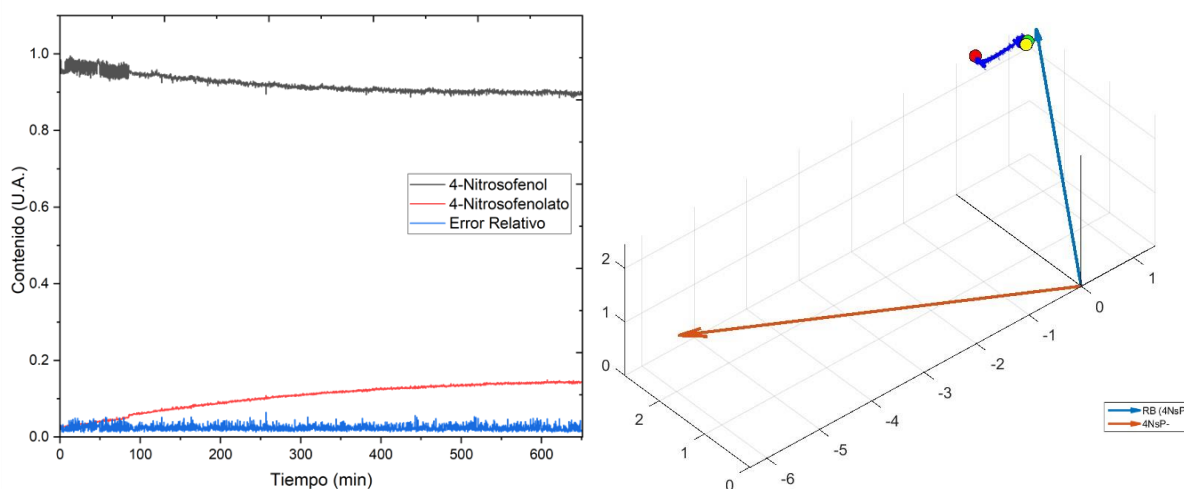 1.0
0.8
0.6
0.4
0.2
0.0
Contenido (U.A.)
4-Nitrosofenol
4-Nitrosofenolato
Error Relativo
0 100 200 300 400 500 600
Tiempo (min)
2
1
0
2
1
0
-6
-5
-4
-3
-2
-1
0
1
RB (4NsP
4NsP-